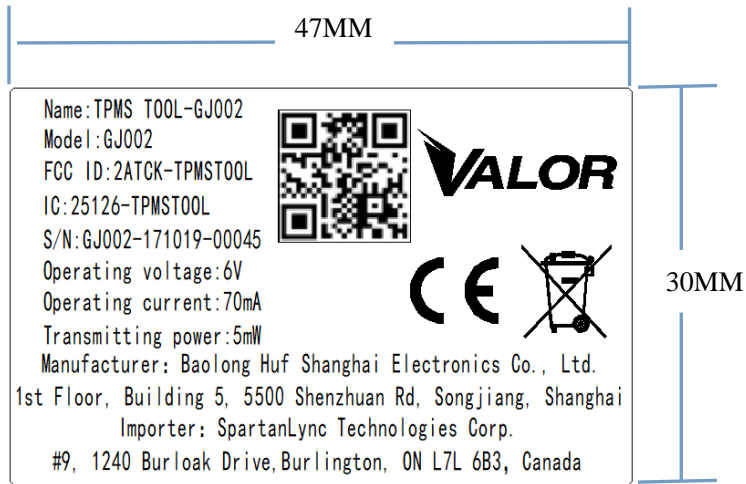 47MM
Name:TPMS TOOL-GJ002
Model:GJ002
FCC ID:2ATCK-TPMSTOOL
IC:25126-TPMSTOOL
S/N:GJ002-171019-00045
Operating voltage:6V
Operating current:70mA
Transmitting power:5mW
VALOR
CE
30MM
Manufacturer: Baolong Huf Shanghai Electronics Co., Ltd.
1st Floor, Building 5, 5500 Shenzhuan Rd, Songjiang, Shanghai
Importer: SpartanLync Technologies Corp.
#9, 1240 Burloak Drive,Burlington, ON L7L 6B3, Canada